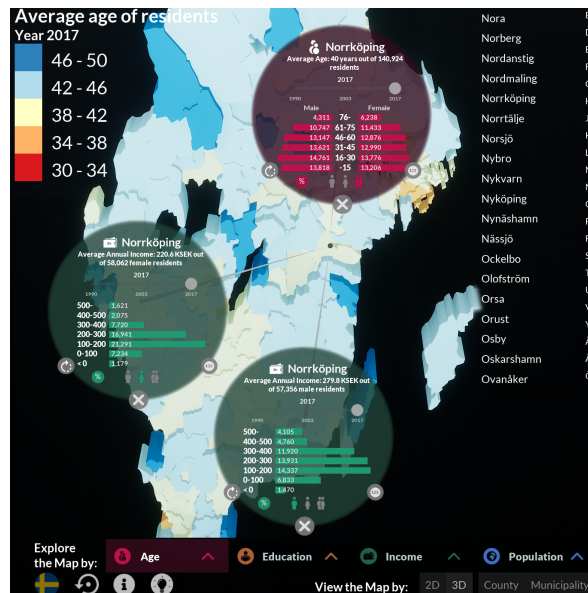 Average age of residents
Year 2017
46 - 50
42 - 46
38 - 42
34 - 38
30 - 34
Norrköping
Average Age: 40 years out of 140,924
residents
2017
1990 2003 2017
Male Female
4,311 76- 6,238
10,747 61-75 11,433
13,147 46-60 12,876
13,621 31-45 12,990
14,761 16-30 13,776
13,818 -15 13,206
%
Norrköping
Average Annual Income: 220.6 KSEK out
of 58,062 female residents
2017
1990 2003 2017
500- 1,621
400-500 2,075
300-400 7,720
200-300 16,941
100-200 21,291
0-100 7,234
< 0 1,179
%
Norrköping
Average Annual Income: 279.8 KSEK out
of 57,356 male residents
2017
1990 2003 2017
500- 4,105
400-500 4,760
300-400 11,920
200-300 13,931
100-200 14,337
0-100 6,833
< 0 1,470
%
Nora
Norberg
Nordanstig
Nordmaling
Norrköping
Norrtälje
Norsjö
Nybro
Nykvarn
Nyköping
Nynäshamn
Nässjö
Ockelbo
Olofström
Orsa
Orust
Osby
Oskarshamn
Ovanåker
Explore
the Map by:
Age
Education
Income
Population
View the Map by:
2D 3D
County Municipality